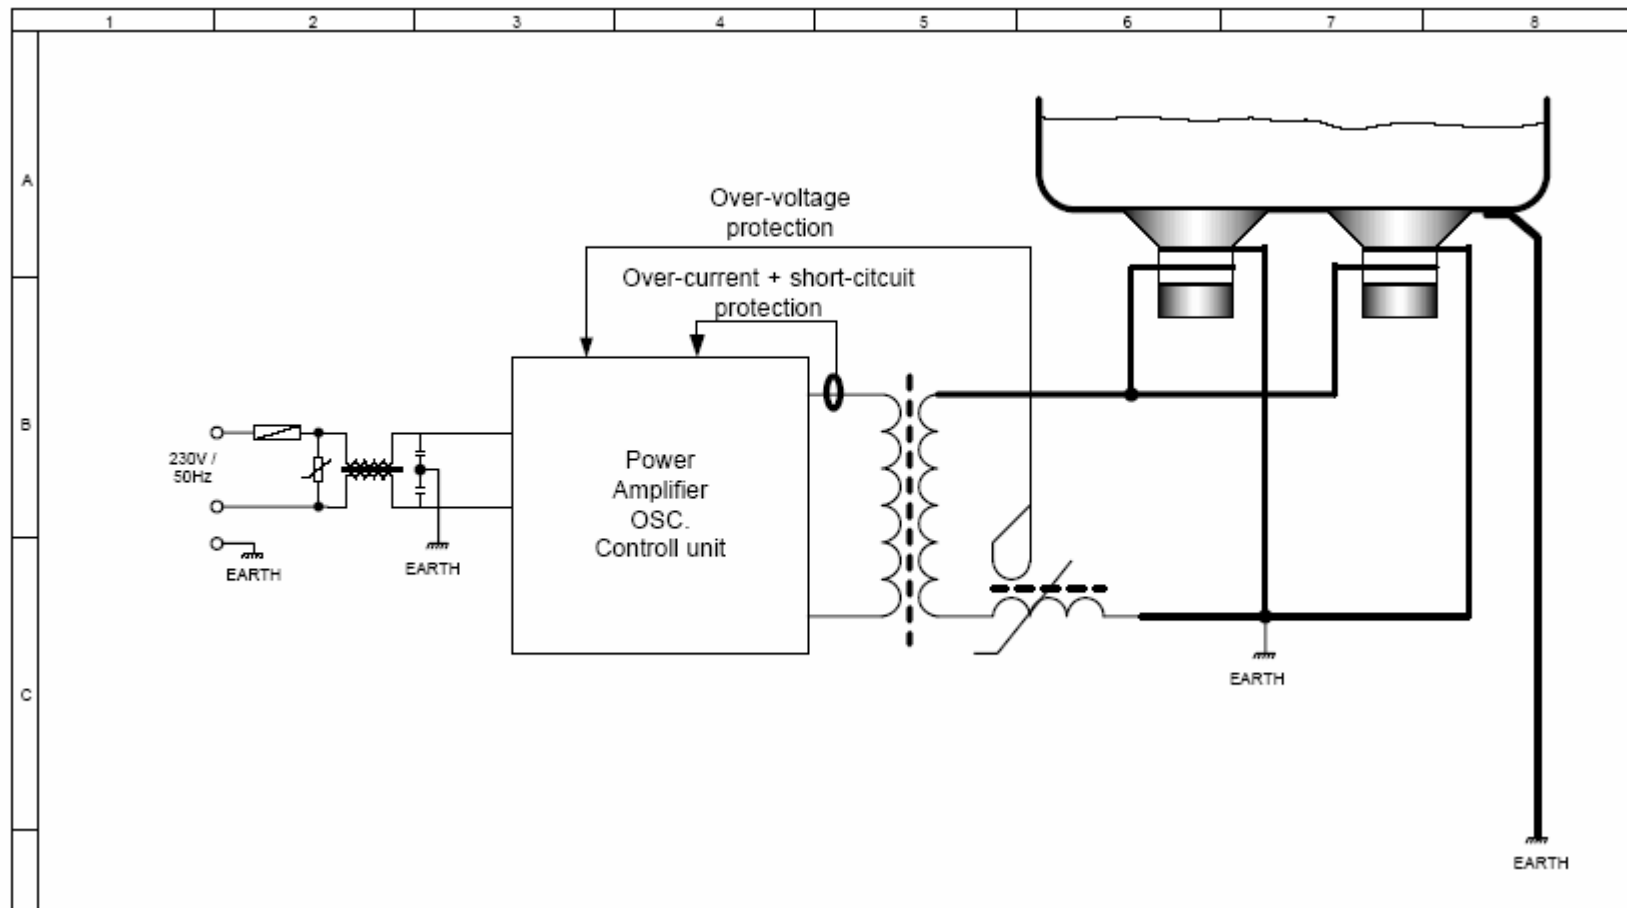 1 2 3 4 5 6 7 8
A
Over-voltage
protection
Over-current + short-citcuit
protection
B
230V /
50Hz
Power
Amplifier
OSC.
Controll unit
EARTH
EARTH
C
EARTH
EARTH